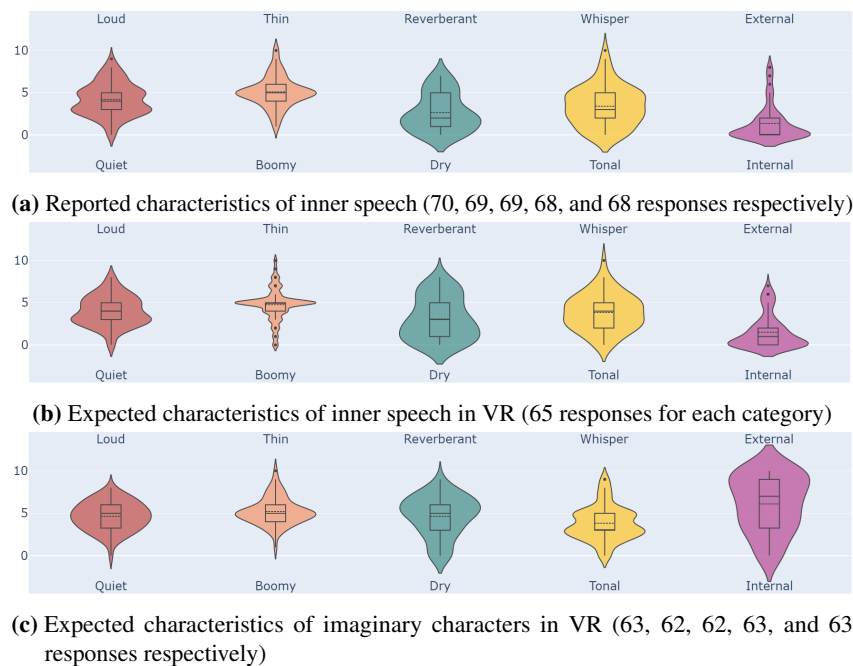 Loud Thin Reverberant Whisper External
10
5
0
Quiet Boomy Dry Tonal Internal
(a) Reported characteristics of inner speech (70, 69, 69, 68, and 68 responses respectively)
Loud Thin Reverberant Whisper External
10
5
0
Quiet Boomy Dry Tonal Internal
(b) Expected characteristics of inner speech in VR (65 responses for each category)
Loud Thin Reverberant Whisper External
10
5
0
Quiet Boomy Dry Tonal Internal
(c) Expected characteristics of imaginary characters in VR (63, 62, 62, 63, and 63
responses respectively)